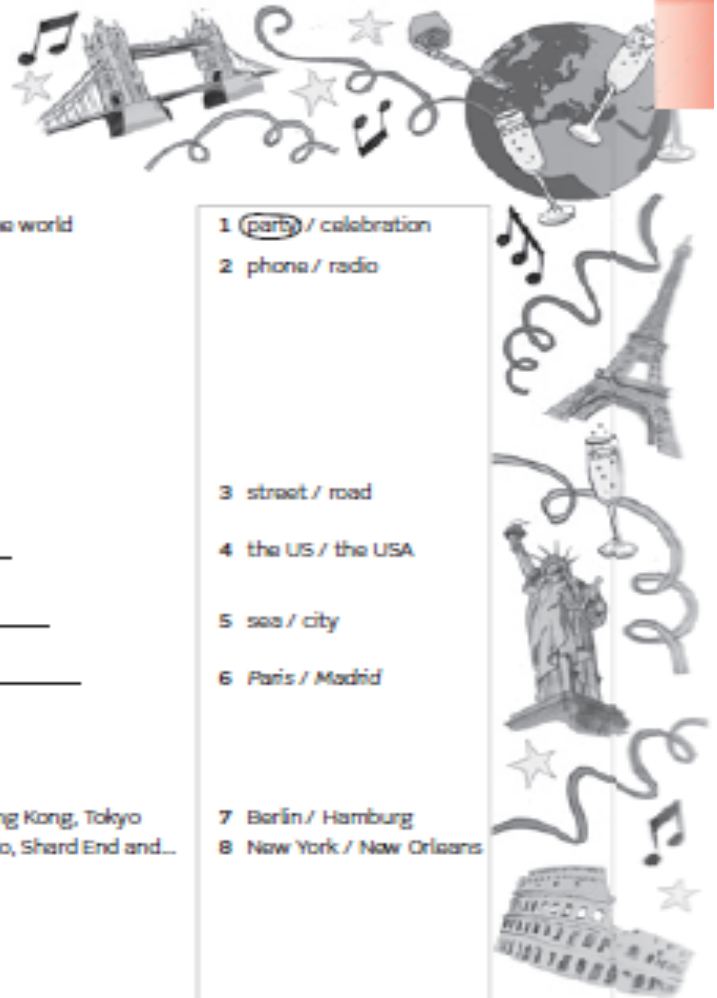 e world
1 party / celebration
2 phone / radio
3 street / road
4 the US / the USA
5 sea / city
6 Paris / Madrid
ng Kong, Tokyo
7 Berlin / Hamburg
o, Shard End and...
8 New York / New Orleans